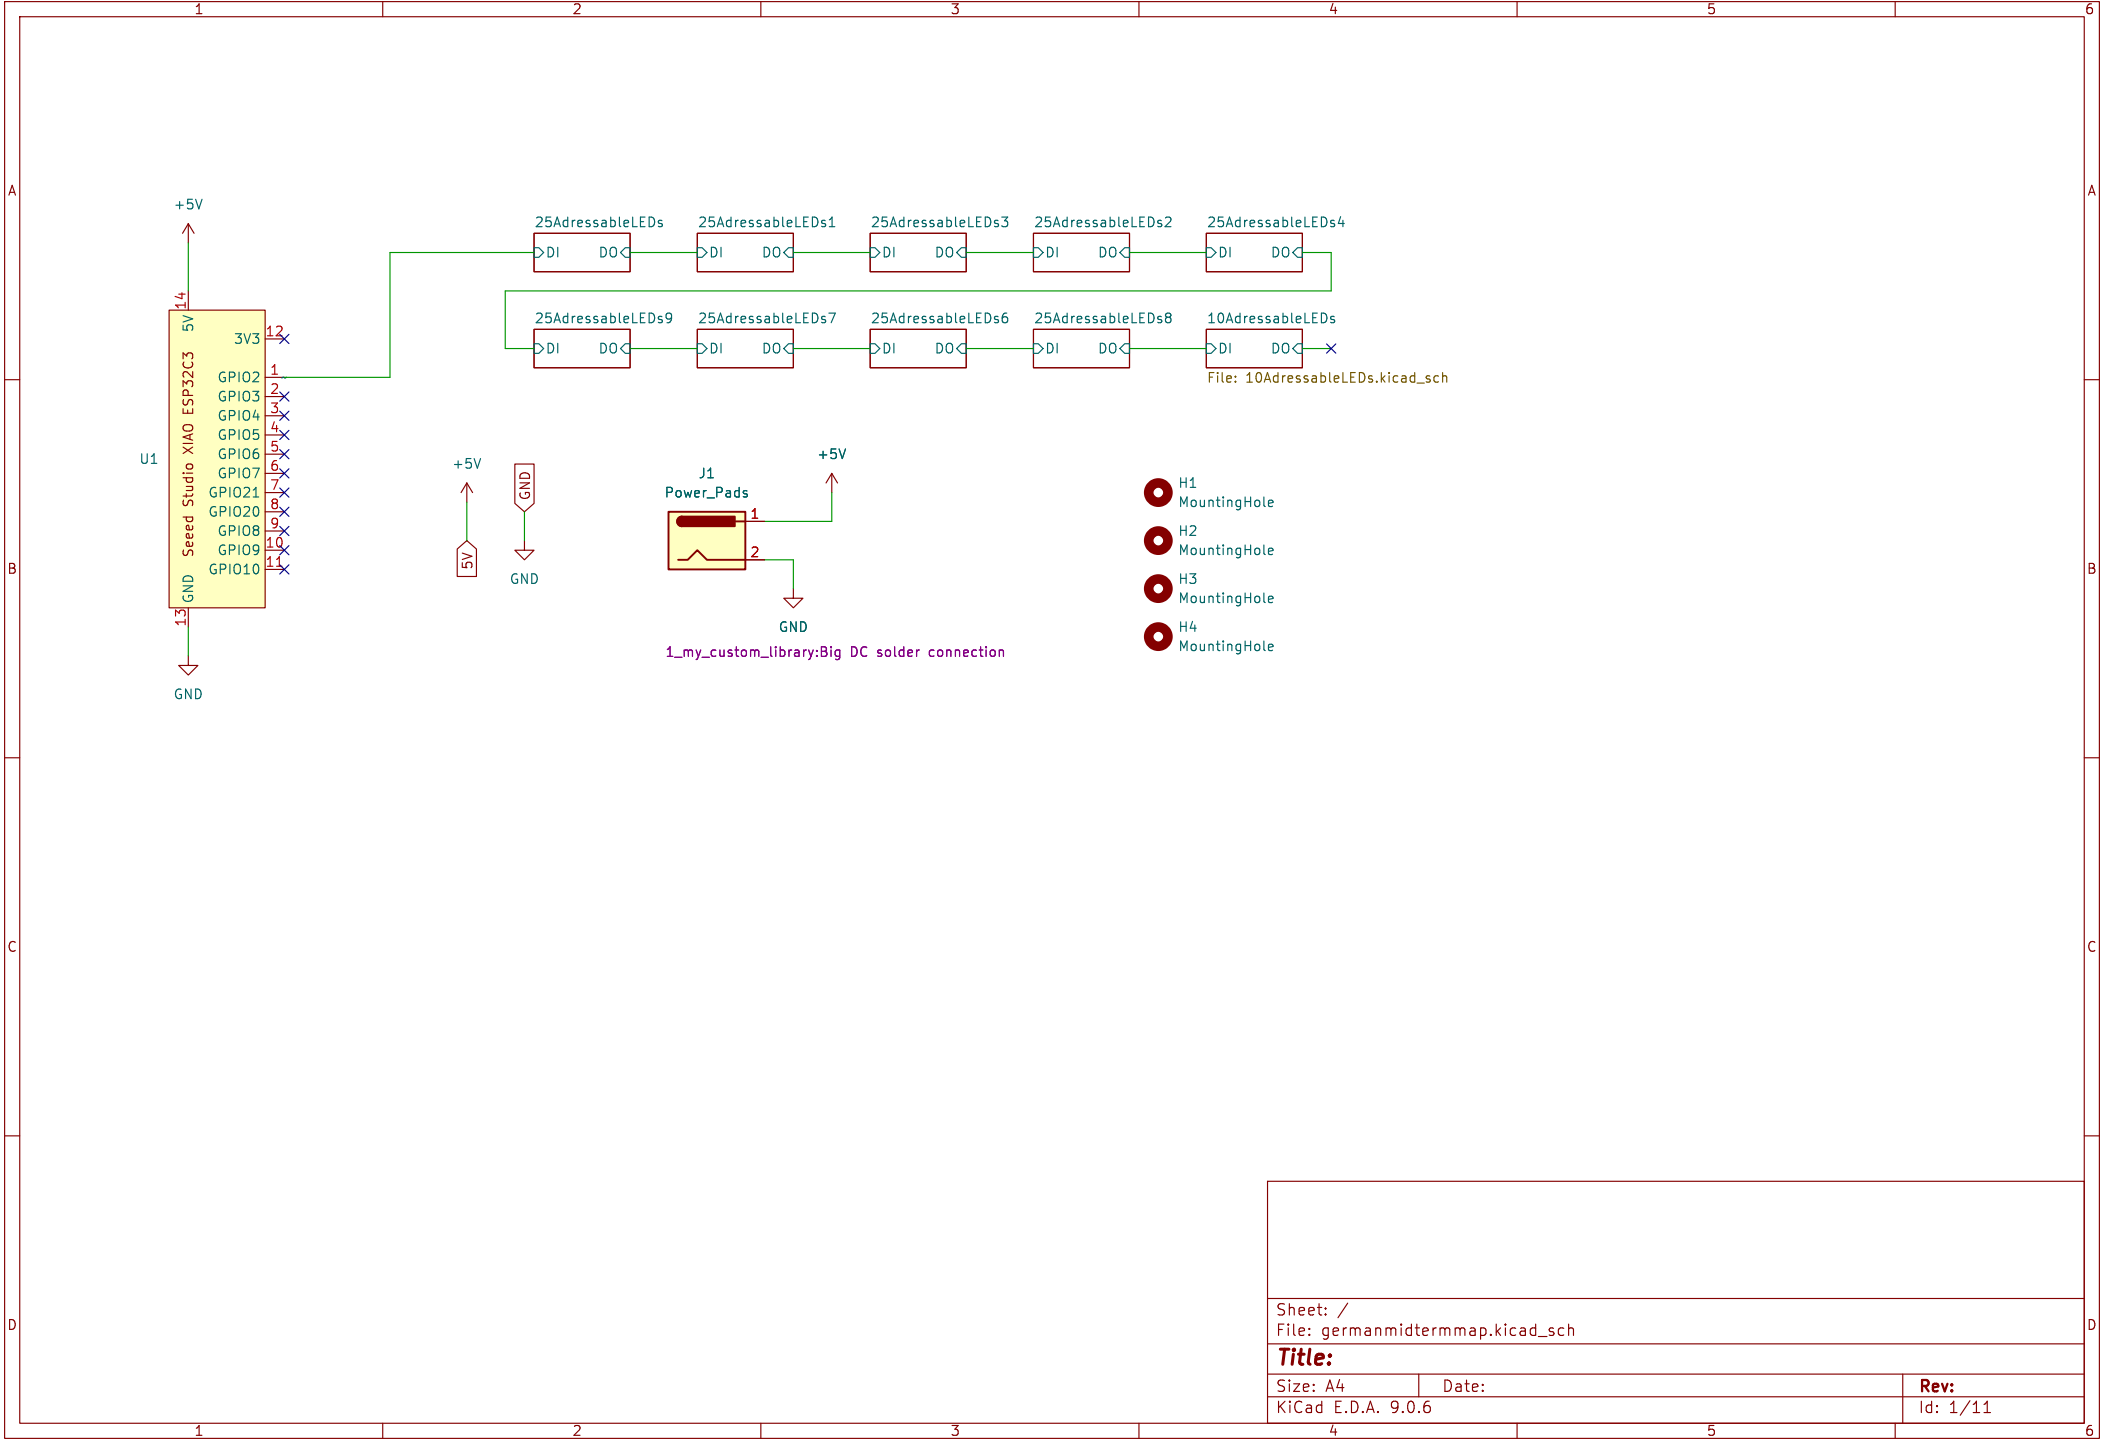 1 2 3 4 5 6
A A
+5V
25AdressableLEDs 25AdressableLEDs1 25AdressableLEDs3 25AdressableLEDs2 25AdressableLEDs4
DI DO DI DO DI DO DI DO DI DO
25AdressableLEDs9 25AdressableLEDs7 25AdressableLEDs6 25AdressableLEDs8 10AdressableLEDs
DI DO DI DO DI DO DI DO DI DO
File: 10AdressableLEDs.kicad_sch
14
5V
3V3 12
GPIO2 1
GPIO3 2
GPIO4 3
GPIO5 4
GPIO6 5
GPIO7 6
GPIO21 7
GPIO20 8
GPIO8 9
GPIO9 10
GPIO10 11
Seeed Studio XIAO ESP32C3
U1
GND
13
GND
+5V
5V
GND
GND
J1
Power_Pads
1
2
+5V
GND
1_my_custom_library:Big DC solder connection
H1
MountingHole
H2
MountingHole
H3
MountingHole
H4
MountingHole
B B
C C
D D
Sheet: /
File: germanmidtermmap.kicad_sch
Title:
Size: A4 Date: Rev:
KiCad E.D.A. 9.0.6 Id: 1/11
1 2 3 4 5 6